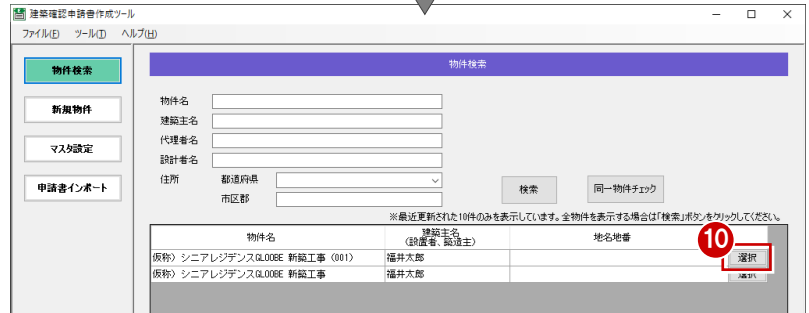 建築確認申請書作成ツール
ファイル(F) ツール(T) ヘルプ(H)
物件検索
新規物件
マスタ設定
申請書インポート
物件検索
物件名
建築主名
代理者名
設計者名
住所 都道府県
市区郡
検索 同一物件チェック
※最近更新された10件のみを表示しています。全物件を表示する場合は「検索」ボタンをクリックしてください。
物件名 建築主名 地名地番
(設置者、築造主)
10
仮称）シニアレジデンスGLOOBE 新築工事（001） 福井太郎 選択
仮称）シニアレジデンスGLOOBE 新築工事 福井太郎 選択